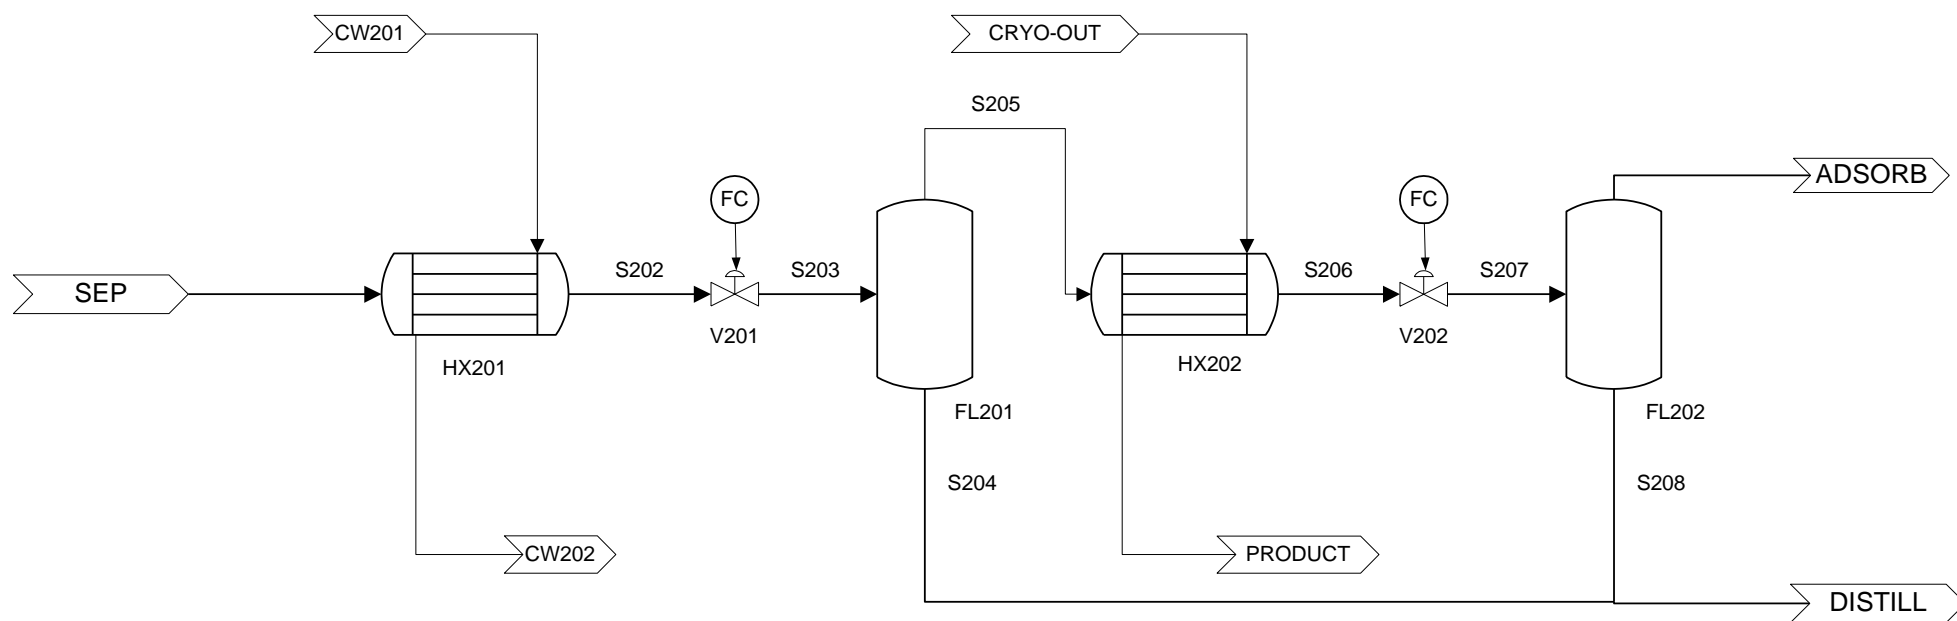 CW201
CRYO-OUT
S205
ADSORB
FC
FC
SEP
S202
S203
S206
S207
V201
V202
HX201
HX202
FL201
FL202
S204
S208
CW202
PRODUCT
DISTILL